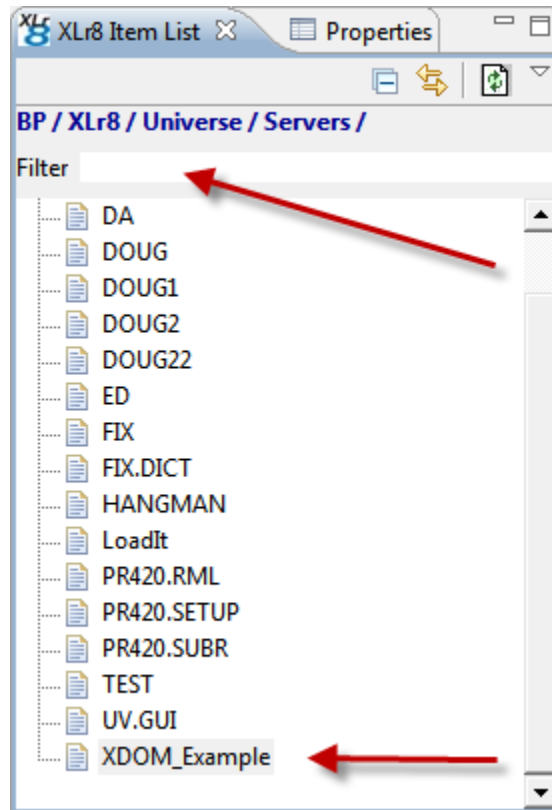 XLr8 XLr8 Item List Properties
BP / XLr8 / Universe / Servers /
Filter
DA
DOUG
DOUG1
DOUG2
DOUG22
ED
FIX
FIX.DICT
HANGMAN
LoadIt
PR420.RML
PR420.SETUP
PR420.SUBR
TEST
UV.GUI
XDOM_Example